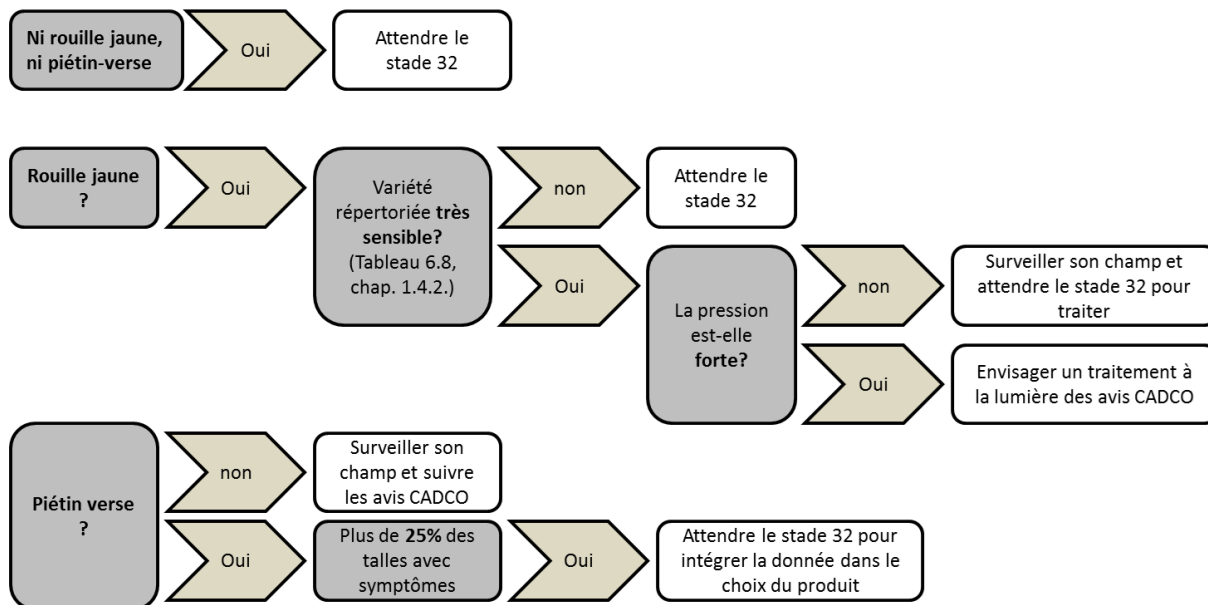 Ni rouille jaune,
ni piétin-verse
Oui
Attendre le
stade 32
Rouille jaune
?
Oui
Variété
répertoriée très
sensible?
(Tableau 6.8,
chap. 1.4.2.)
non
Attendre le
stade 32
Oui
La pression
est-elle
forte?
non
Surveiller son champ et
attendre le stade 32 pour
traiter
Oui
Envisager un traitement à
la lumière des avis CADCO
Piétin verse
?
non
Surveiller son
champ et suivre
les avis CADCO
Oui
Plus de 25% des
talles avec
symptômes
Oui
Attendre le stade 32 pour
intégrer la donnée dans le
choix du produit